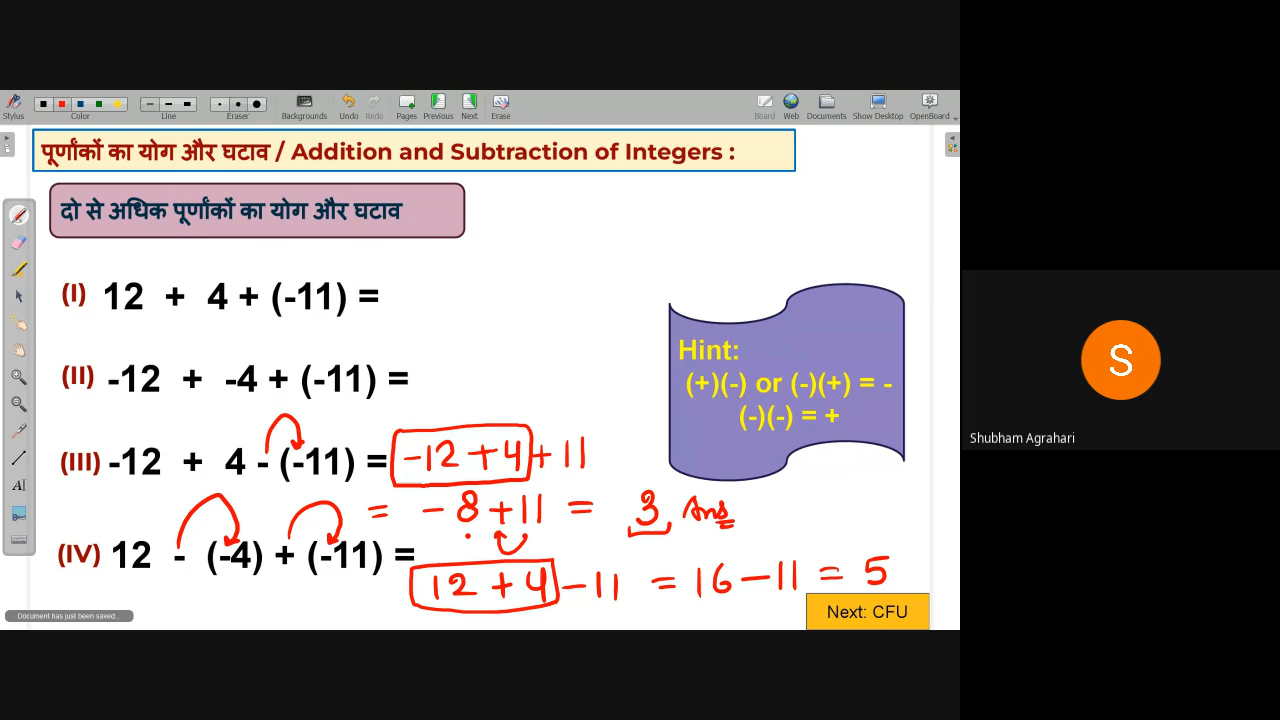 Stylus Color Line Eraser Backgrounds Undo Redo Pages Previous Next Erase Board Web Documents Show Desktop OpenBoard
पूर्णांकों का योग और घटाव / Addition and Subtraction of Integers :
दो से अधिक पूर्णांकों का योग और घटाव
(I) 12 + 4 + (-11) =
Hint:
(+)(-) or (-)(+) = -
(-)(-) = +
(II) -12 + -4 + (-11) =
(III) -12 + 4 - (-11) = -12 + 4 + 11
= - 8 + 11 = 3 Ans
(IV) 12 - (-4) + (-11) =
12 + 4 - 11 = 16 - 11 = 5
Next: CFU
Document has just been saved...
S
Shubham Agrahari